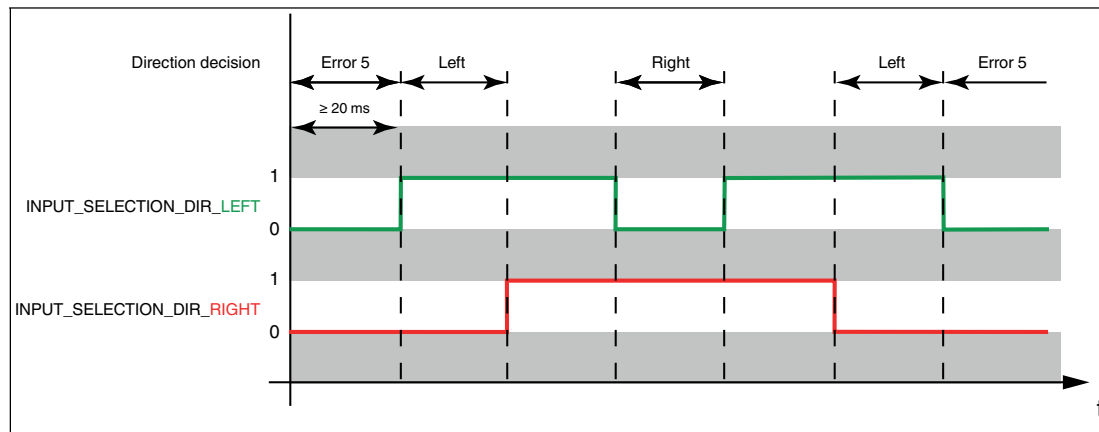 Direction decision
Error 5
Left
Right
Left
Error 5
≥ 20 ms
1
INPUT_SELECTION_DIR_LEFT
0
1
INPUT_SELECTION_DIR_RIGHT
0
t